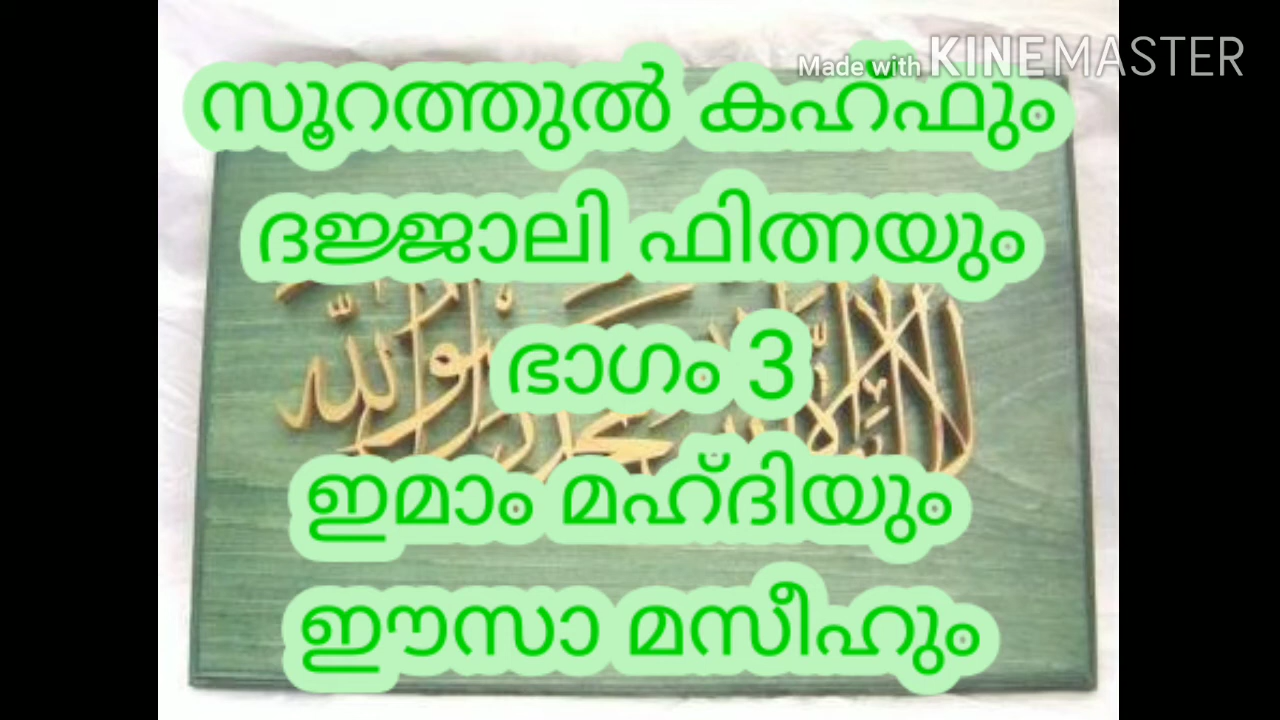 Made with KINEMASTER
സൂറത്തുൽ കഹ്ഫും
ദജ്ജാലി ഫിത്നയും
ഭാഗം 3
ഇമാം മഹ്ദിയും
ഈസാ മസീഹും